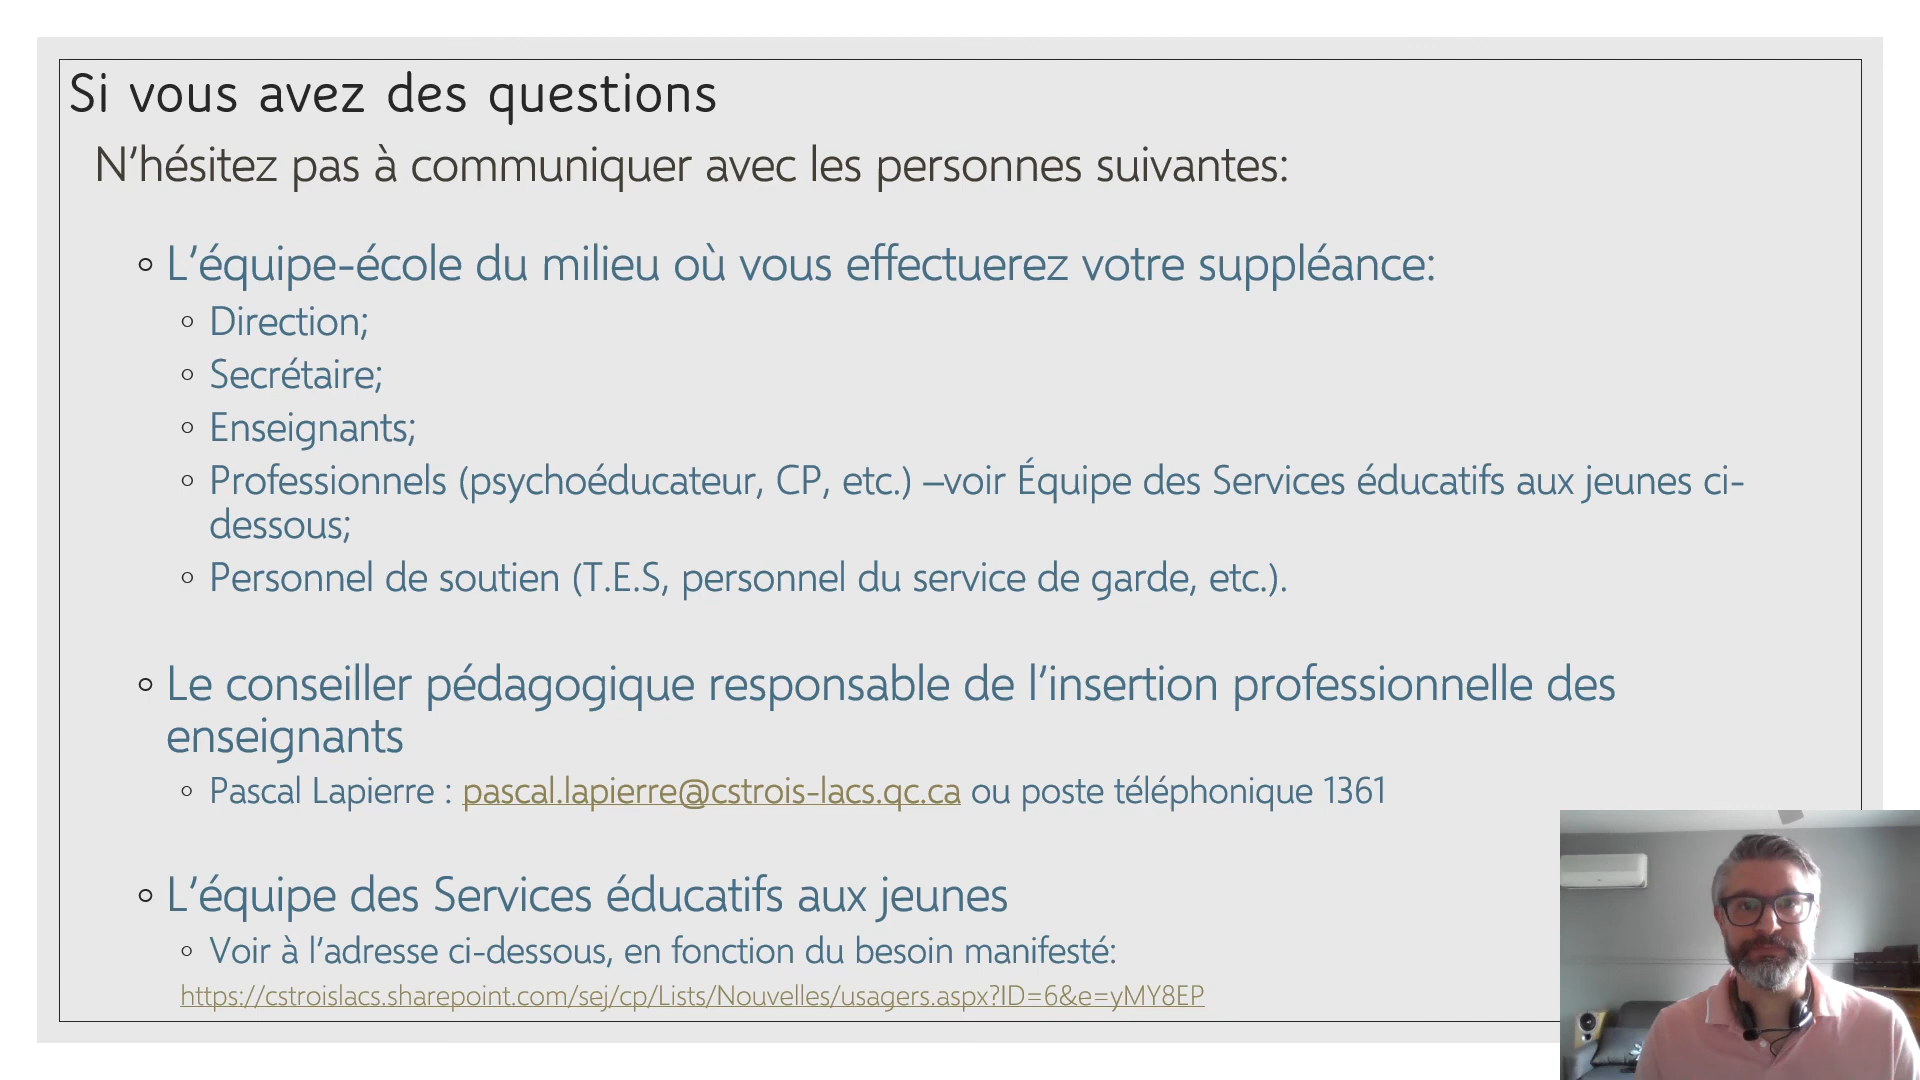 Si vous avez des questions
N’hésitez pas à communiquer avec les personnes suivantes:
◦ L’équipe-école du milieu où vous effectuerez votre suppléance:
◦ Direction;
◦ Secrétaire;
◦ Enseignants;
◦ Professionnels (psychoéducateur, CP, etc.) –voir Équipe des Services éducatifs aux jeunes ci-
dessous;
◦ Personnel de soutien (T.E.S, personnel du service de garde, etc.).
◦ Le conseiller pédagogique responsable de l’insertion professionnelle des
enseignants
◦ Pascal Lapierre : pascal.lapierre@cstrois-lacs.qc.ca ou poste téléphonique 1361
◦ L’équipe des Services éducatifs aux jeunes
◦ Voir à l’adresse ci-dessous, en fonction du besoin manifesté:
https://cstroislacs.sharepoint.com/sej/cp/Lists/Nouvelles/usagers.aspx?ID=6&e=yMY8EP